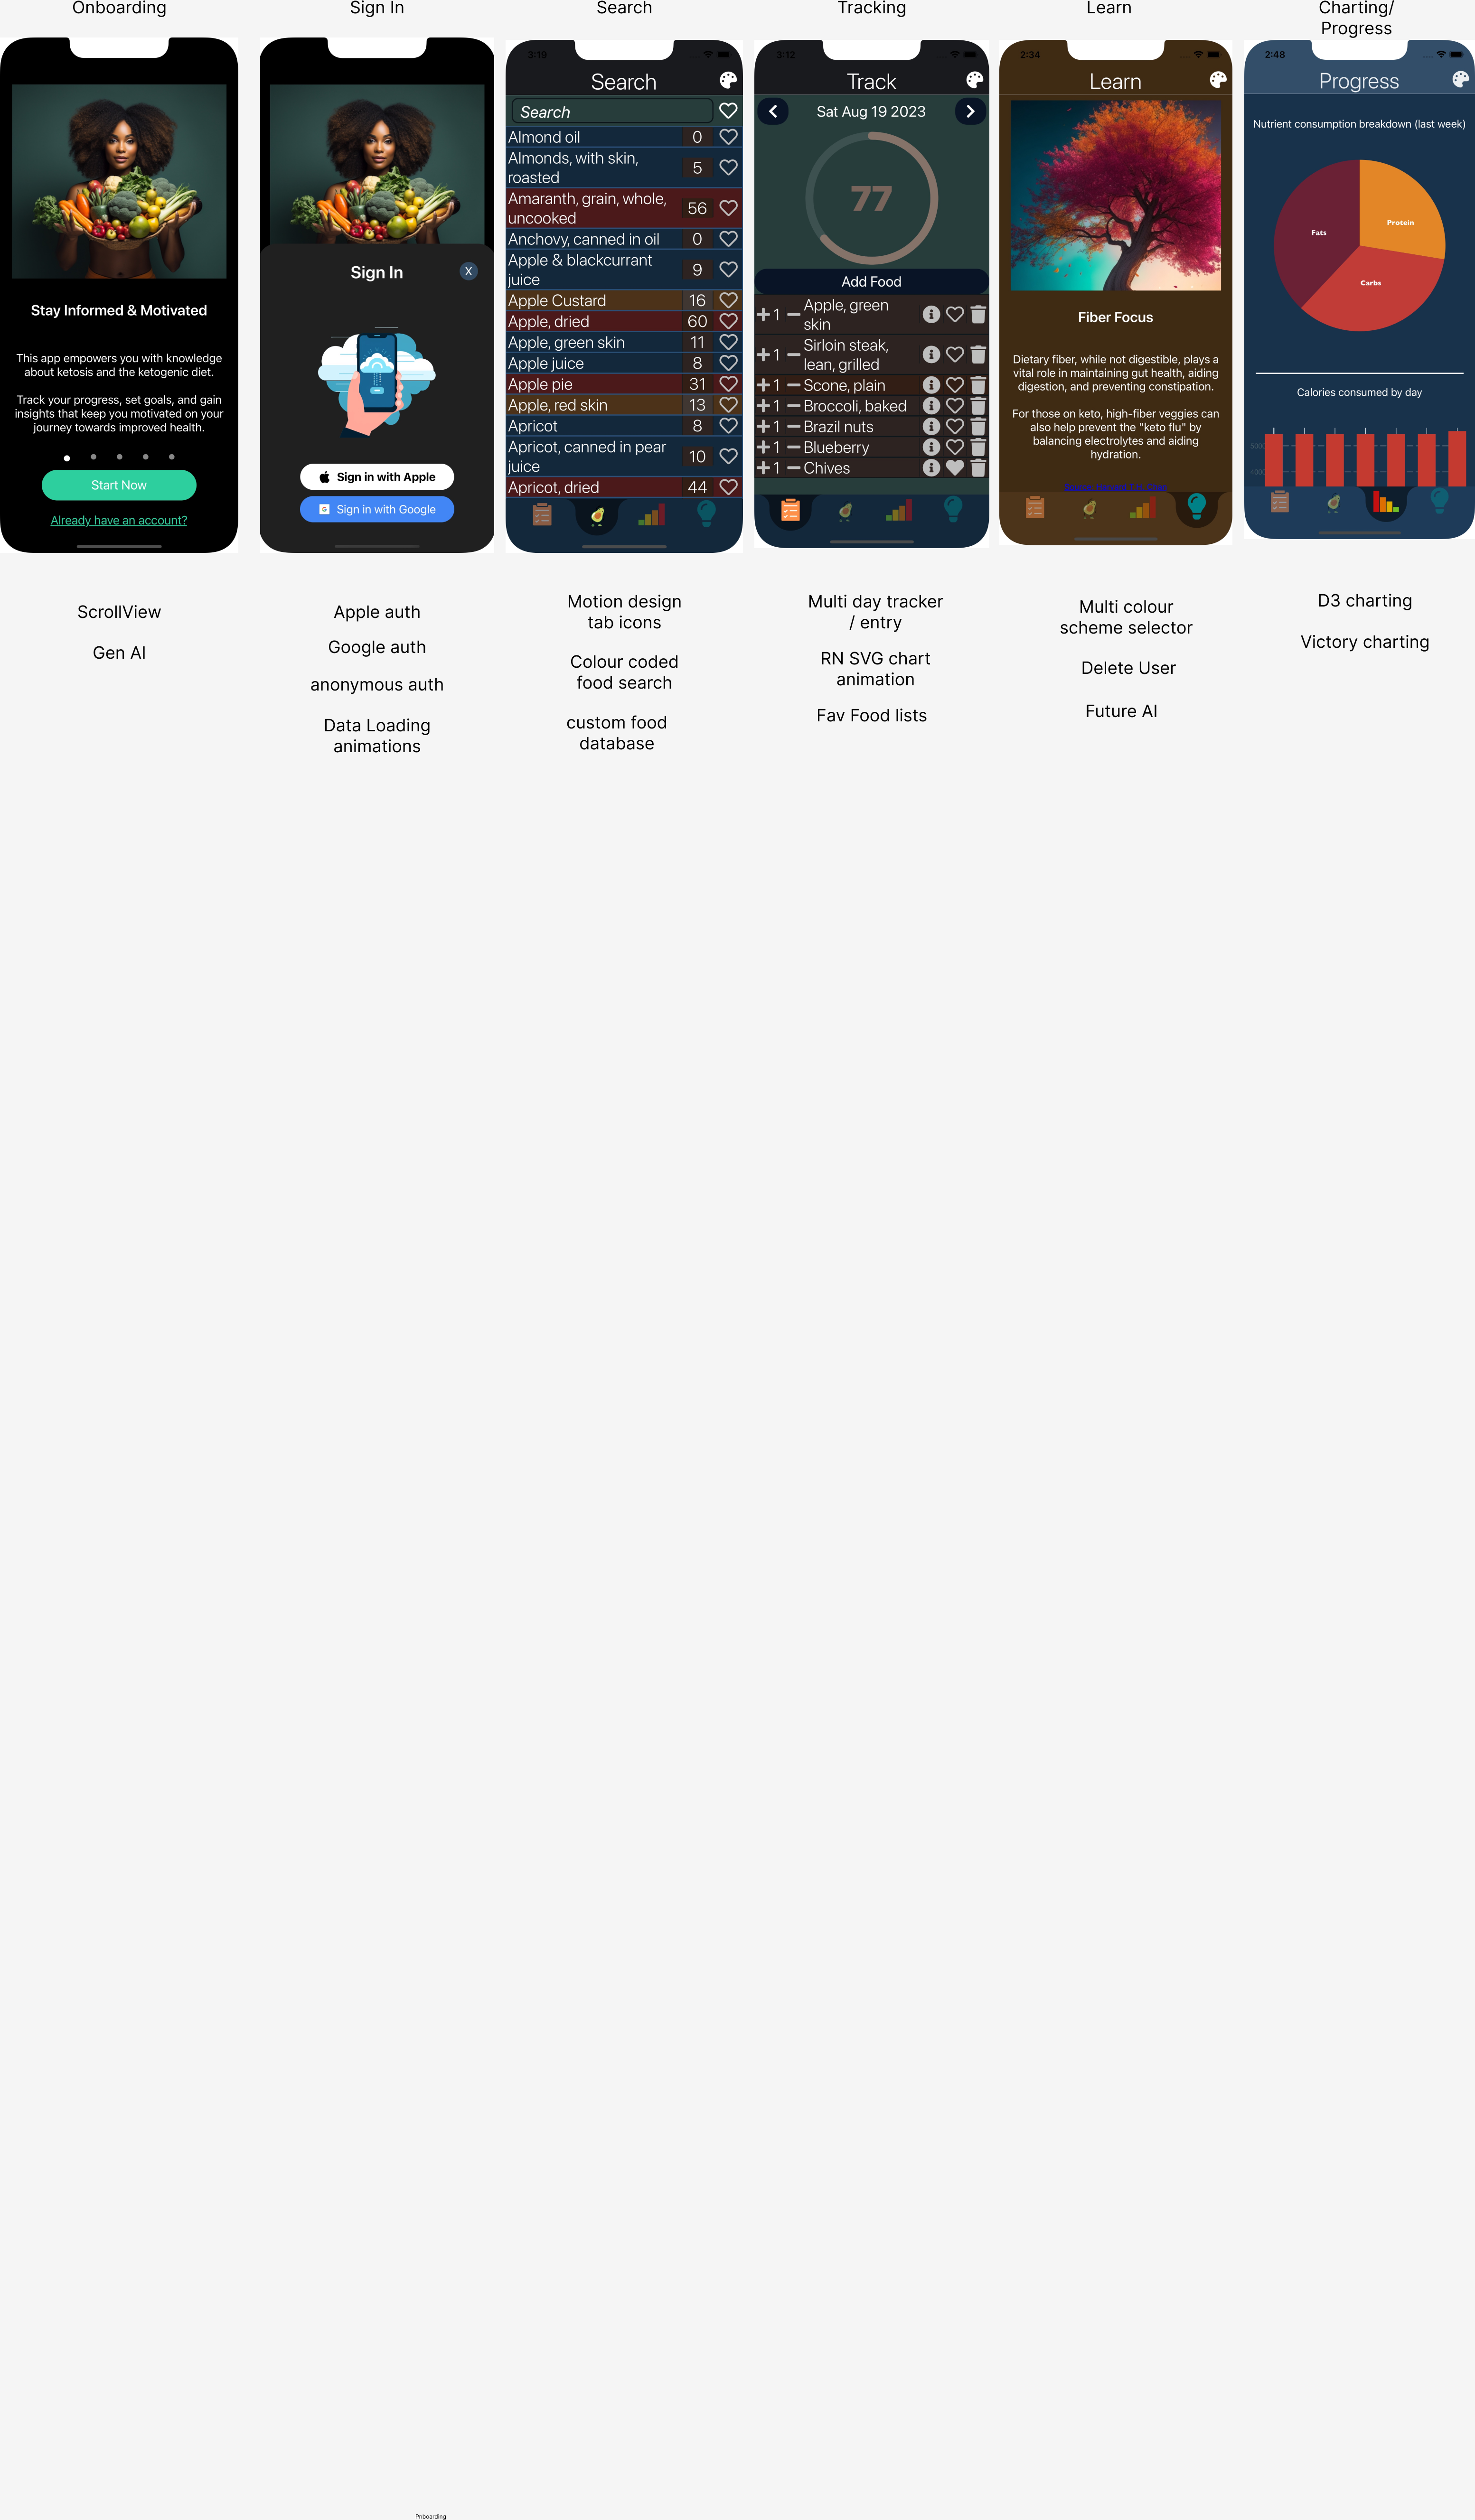 Onboarding
Sign In
Search
Tracking
Learn
Charting/
Progress
Stay Informed & Motivated
This app empowers you with knowledge
about ketosis and the ketogenic diet.
Track your progress, set goals, and gain
insights that keep you motivated on your
journey towards improved health.
Start Now
Already have an account?
Sign In
X
Sign in with Apple
G Sign in with Google
3:19
Search
Search
Almond oil 0
Almonds, with skin,
roasted 5
Amaranth, grain, whole,
uncooked 56
Anchovy, canned in oil 0
Apple & blackcurrant
juice 9
Apple Custard 16
Apple, dried 60
Apple, green skin 11
Apple juice 8
Apple pie 31
Apple, red skin 13
Apricot 8
Apricot, canned in pear
juice 10
Apricot, dried 44
3:12
Track
Sat Aug 19 2023
77
Add Food
1 Apple, green
skin
1 Sirloin steak,
lean, grilled
1 Scone, plain
1 Broccoli, baked
1 Brazil nuts
1 Blueberry
1 Chives
2:34
Learn
Fiber Focus
Dietary fiber, while not digestible, plays a
vital role in maintaining gut health, aiding
digestion, and preventing constipation.
For those on keto, high-fiber veggies can
also help prevent the "keto flu" by
balancing electrolytes and aiding
hydration.
2:48
Progress
Nutrient consumption breakdown (last week)
Fats
Protein
Carbs
Calories consumed by day
5000
4000
ScrollView
Gen AI
Apple auth
Google auth
anonymous auth
Data Loading
animations
Motion design
tab icons
Colour coded
food search
custom food
database
Multi day tracker
/ entry
RN SVG chart
animation
Fav Food lists
Multi colour
scheme selector
Delete User
Future AI
D3 charting
Victory charting
Pnboarding